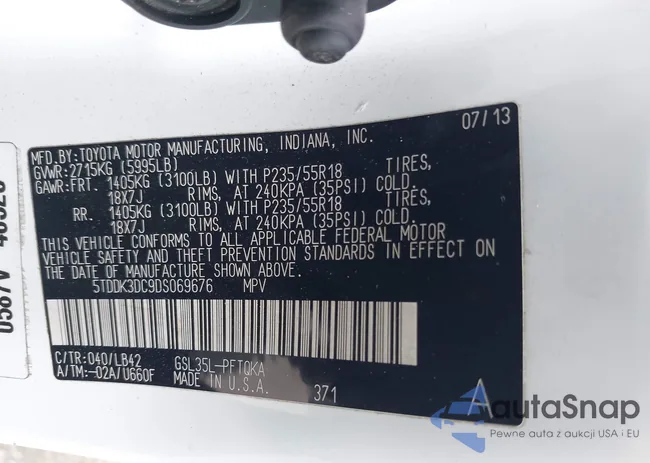 07/13
MFD.BY:TOYOTA MOTOR MANUFACTURING, INDIANA, INC.
GVWR:2715KG (5995LB)
GAWR:FRT. 1405KG (3100LB) WITH P235/55R18 TIRES,
18X7J RIMS, AT 240KPA (35PSI) COLD.
RR. 1405KG (3100LB) WITH P235/55R18 TIRES,
18X7J RIMS, AT 240KPA (35PSI) COLD.
THIS VEHICLE CONFORMS TO ALL APPLICABLE FEDERAL MOTOR
VEHICLE SAFETY AND THEFT PREVENTION STANDARDS IN EFFECT
ON THE DATE OF MANUFACTURE SHOWN ABOVE.
5TDDK3DC9DS069676 MPV
C/TR:040/LB42 GSL35L-PFTQKA
A/TM:-02A/U660F MADE IN U.S.A. 371 A
AautaSnap
Pewne auta z aukcji USA i EU